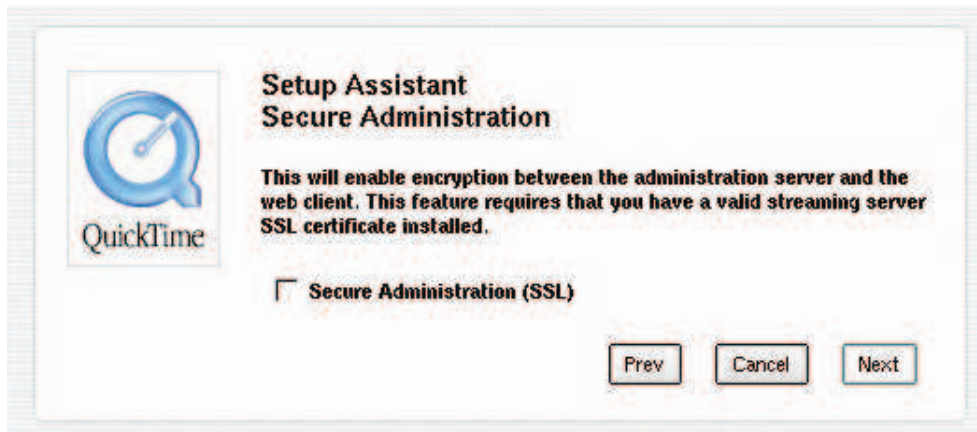 Setup Assistant
Secure Administration
This will enable encryption between the administration server and the
web client. This feature requires that you have a valid streaming server
SSL certificate installed.
QuickTime
Secure Administration (SSL)
Prev
Cancel
Next